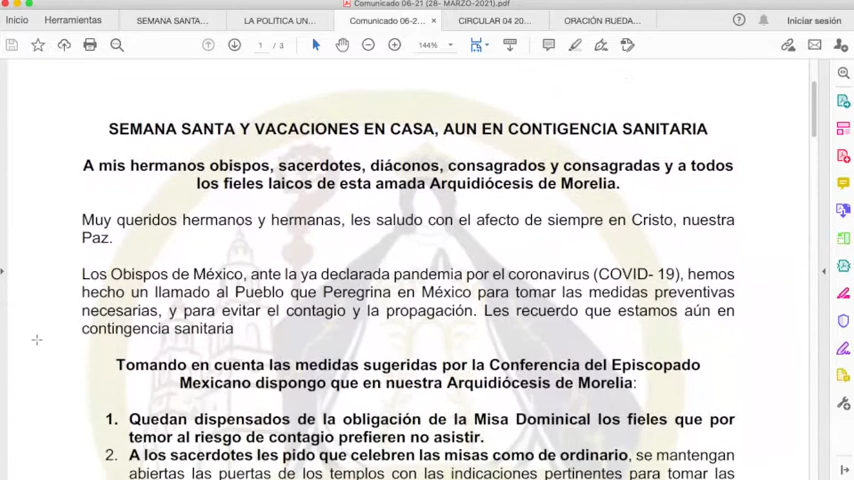 Comunicado 06-21 (28- MARZO-2021).pdf
Inicio Herramientas SEMANA SANTA... LA POLITICA UN... Comunicado 06-2... × CIRCULAR 04 20... ORACIÓN RUEDA... Iniciar sesión
1 / 3 144%
SEMANA SANTA Y VACACIONES EN CASA, AUN EN CONTIGENCIA SANITARIA
A mis hermanos obispos, sacerdotes, diáconos, consagrados y consagradas y a todos
los fieles laicos de esta amada Arquidiócesis de Morelia.
Muy queridos hermanos y hermanas, les saludo con el afecto de siempre en Cristo, nuestra
Paz.
Los Obispos de México, ante la ya declarada pandemia por el coronavirus (COVID- 19), hemos
hecho un llamado al Pueblo que Peregrina en México para tomar las medidas preventivas
necesarias, y para evitar el contagio y la propagación. Les recuerdo que estamos aún en
contingencia sanitaria
Tomando en cuenta las medidas sugeridas por la Conferencia del Episcopado
Mexicano dispongo que en nuestra Arquidiócesis de Morelia:
1. Quedan dispensados de la obligación de la Misa Dominical los fieles que por
temor al riesgo de contagio prefieren no asistir.
2. A los sacerdotes les pido que celebren las misas como de ordinario, se mantengan
abiertas las puertas de los templos con las indicaciones pertinentes para tomar las